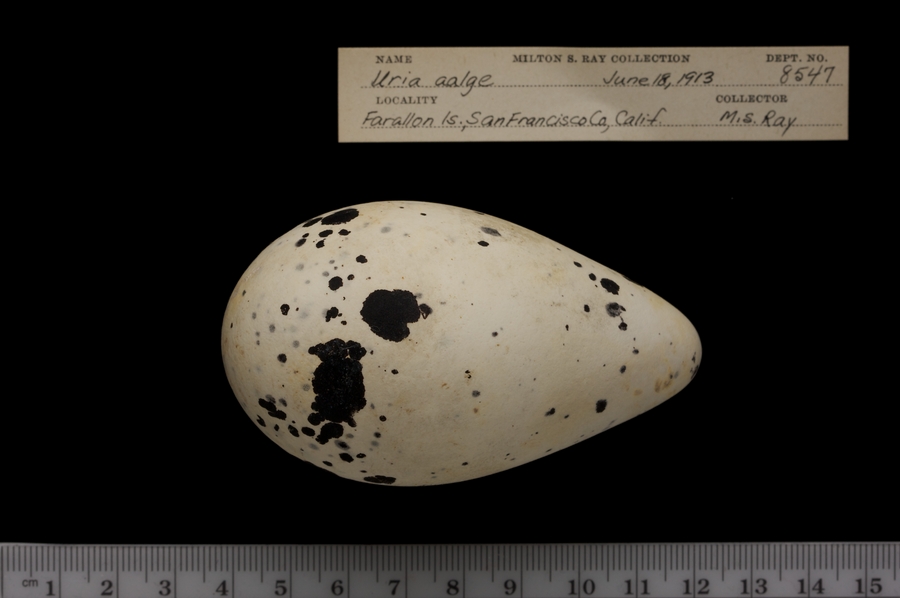 NAME MILTON S. RAY COLLECTION DEPT. NO.
Uria aalge June 18, 1913 8547
LOCALITY COLLECTOR
Farallon Is., San Francisco Co, Calif. M.S. Ray
cm 1 2 3 4 5 6 7 8 9 10 11 12 13 14 15